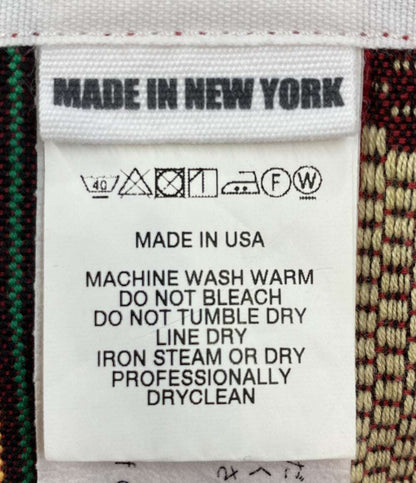 MADE IN NEW YORK
40 F W
MADE IN USA
MACHINE WASH WARM
DO NOT BLEACH
DO NOT TUMBLE DRY
LINE DRY
IRON STEAM OR DRY
PROFESSIONALLY
DRYCLEAN